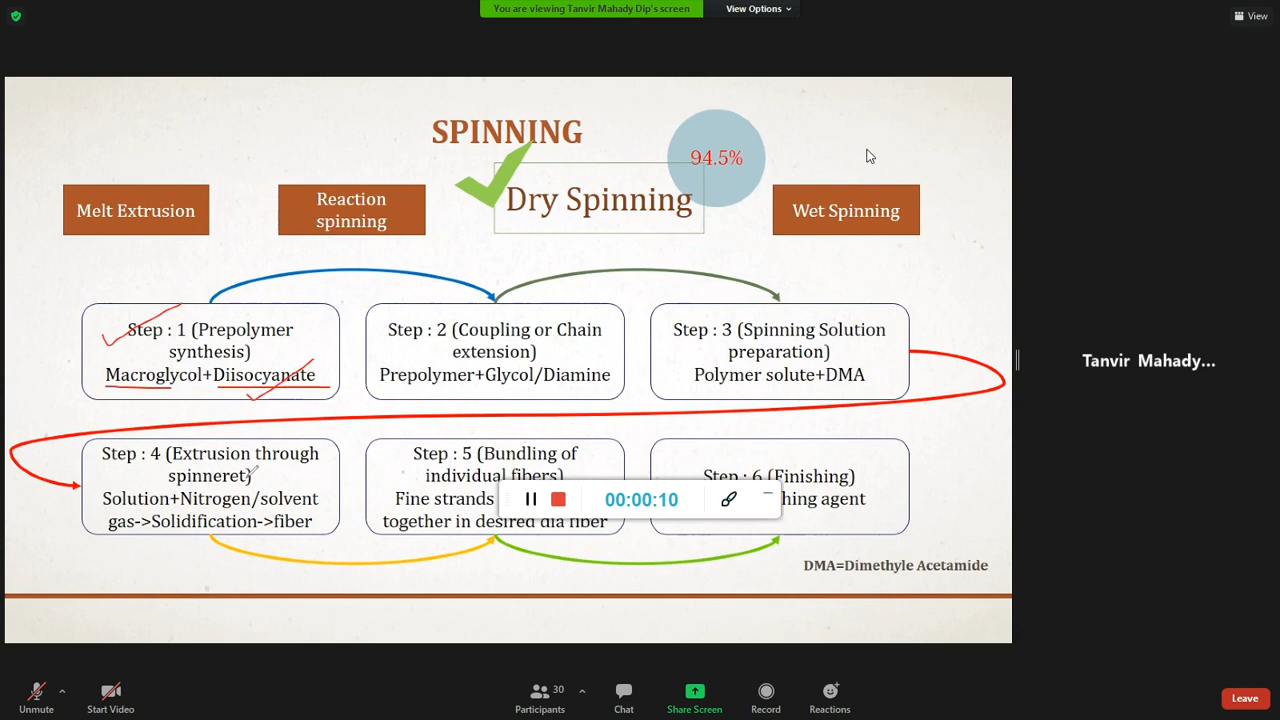 You are viewing Tanvir Mahady Dip's screen
View Options
View
SPINNING
94.5%
Melt Extrusion
Reaction
spinning
Dry Spinning
Wet Spinning
Step : 1 (Prepolymer
synthesis)
Macroglycol+Diisocyanate
Step : 2 (Coupling or Chain
extension)
Prepolymer+Glycol/Diamine
Step : 3 (Spinning Solution
preparation)
Polymer solute+DMA
Tanvir Mahady...
Step : 4 (Extrusion through
spinneret)
Solution+Nitrogen/solvent
gas->Solidification->fiber
Step : 5 (Bundling of
individual fibers)
Fine strands
together in desired dia fiber
Step : 6 (Finishing)
agent
00:00:10
DMA=Dimethyle Acetamide
Unmute
Start Video
30
Participants
Chat
Share Screen
Record
Reactions
Leave